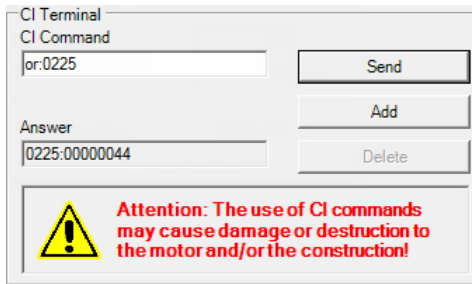 CI Terminal
CI Command
or:0225
Send
Add
Answer
0225:00000044
Delete
Attention: The use of CI commands
may cause damage or destruction to
the motor and/or the construction!